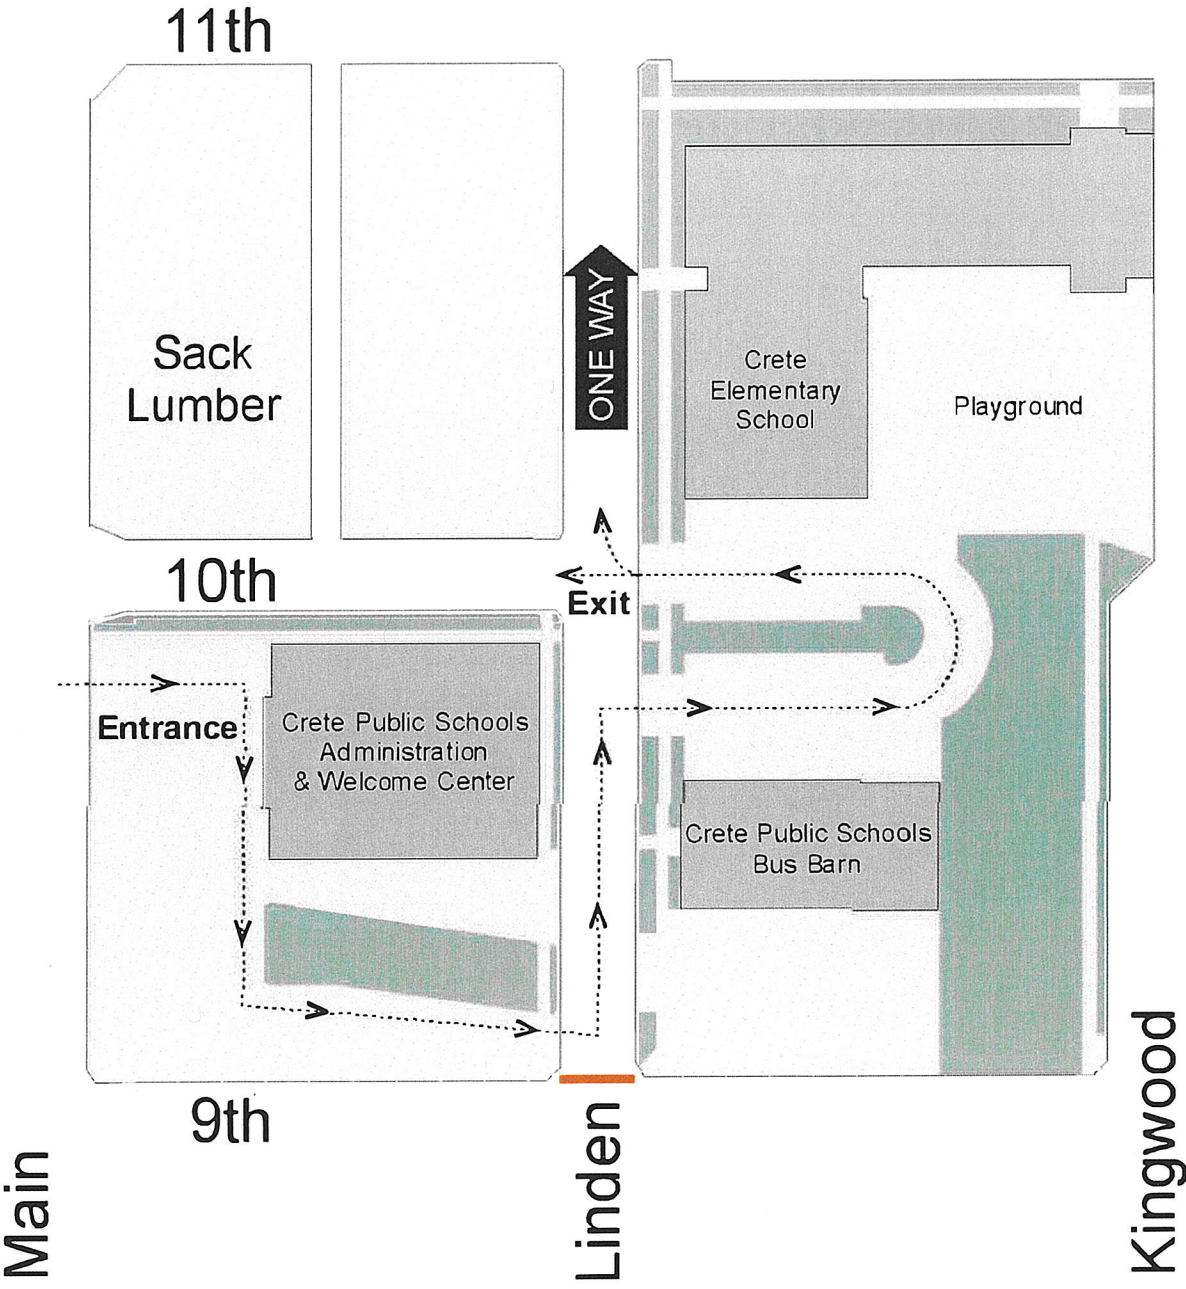 11th
Sack
Lumber
ONE WAY
Crete
Elementary
School
Playground
10th
Exit
Entrance
Crete Public Schools
Administration
& Welcome Center
Crete Public Schools
Bus Barn
9th
Main
Linden
Kingwood